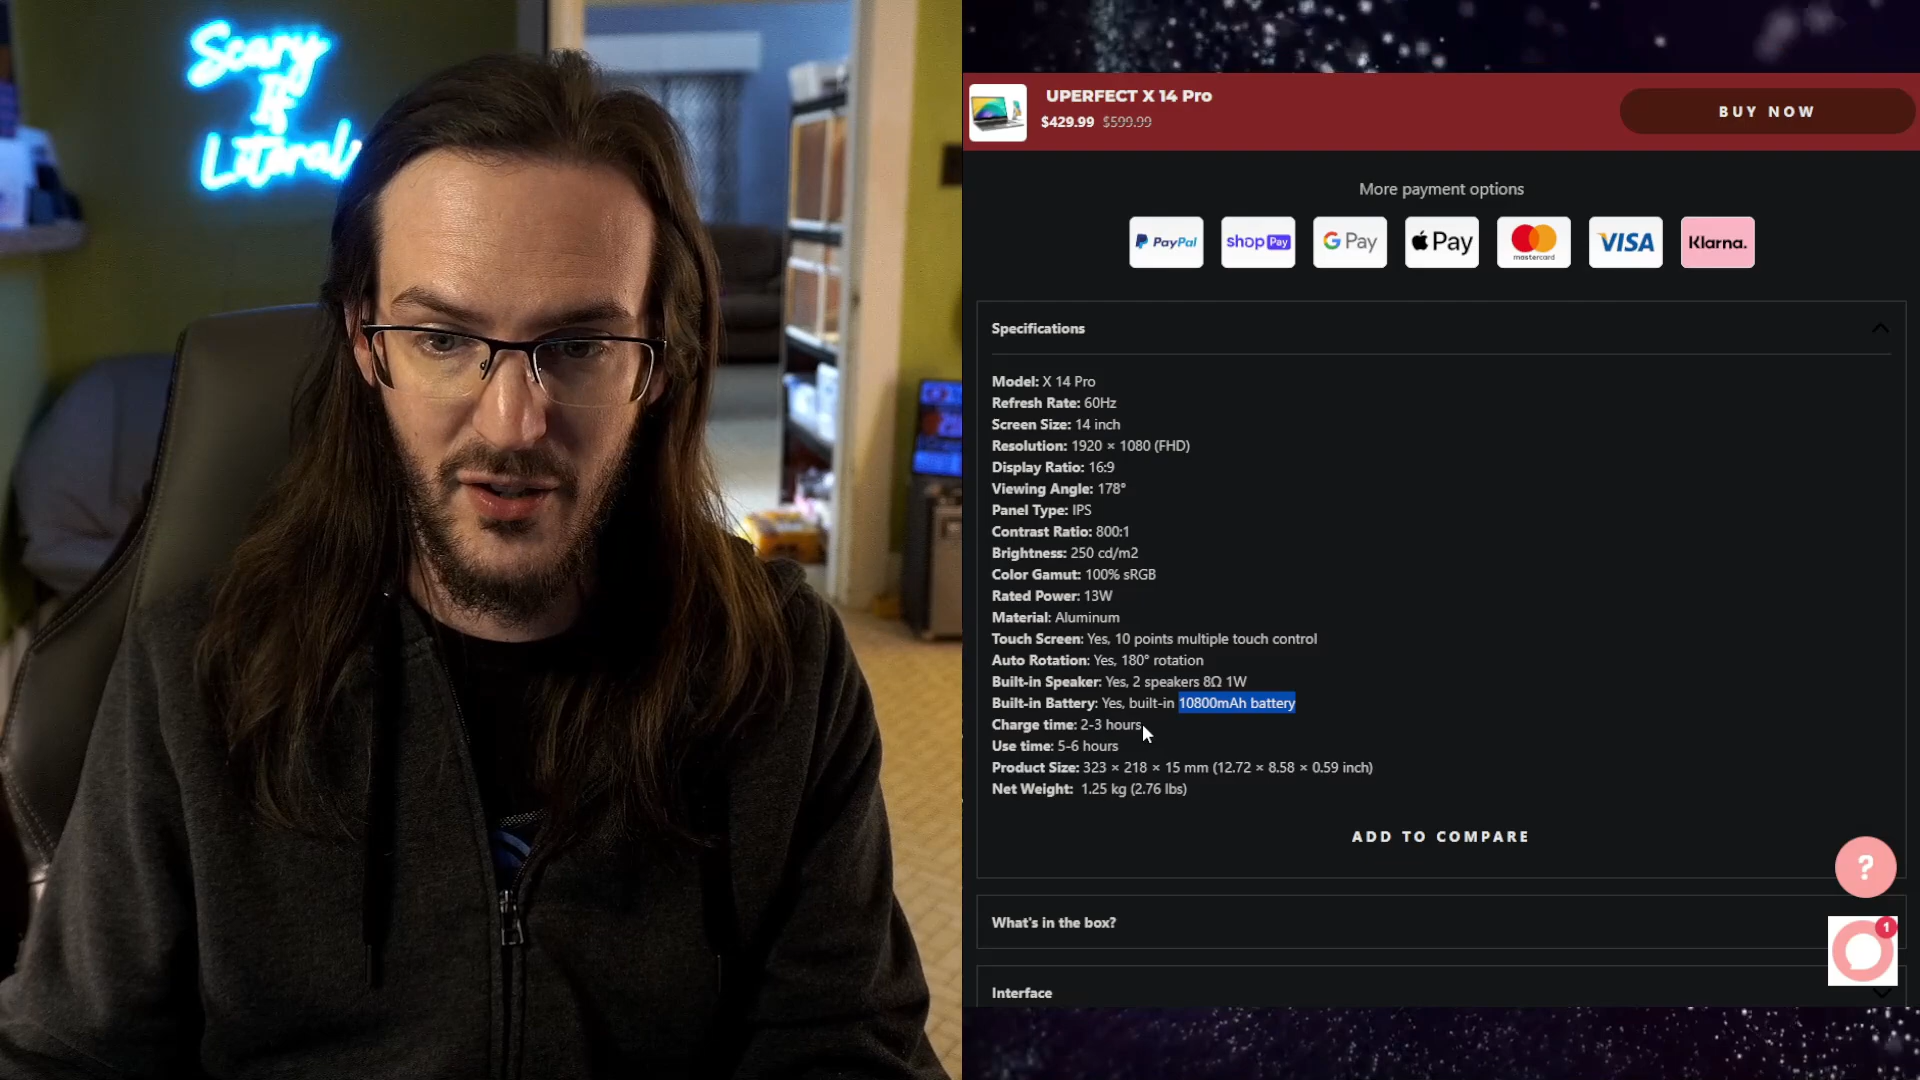 Scary
If
Literal
UPERFECT X 14 Pro
$429.99 $599.99
BUY NOW
More payment options
PayPal
shop Pay
G Pay
Pay
mastercard
VISA
Klarna.
Specifications
Model: X 14 Pro
Refresh Rate: 60Hz
Screen Size: 14 inch
Resolution: 1920 × 1080 (FHD)
Display Ratio: 16:9
Viewing Angle: 178°
Panel Type: IPS
Contrast Ratio: 800:1
Brightness: 250 cd/m2
Color Gamut: 100% sRGB
Rated Power: 13W
Material: Aluminum
Touch Screen: Yes, 10 points multiple touch control
Auto Rotation: Yes, 180° rotation
Built-in Speaker: Yes, 2 speakers 8Ω 1W
Built-in Battery: Yes, built-in 10800mAh battery
Charge time: 2-3 hours
Use time: 5-6 hours
Product Size: 323 × 218 × 15 mm (12.72 × 8.58 × 0.59 inch)
Net Weight: 1.25 kg (2.76 lbs)
ADD TO COMPARE
?
What's in the box?
1
Interface